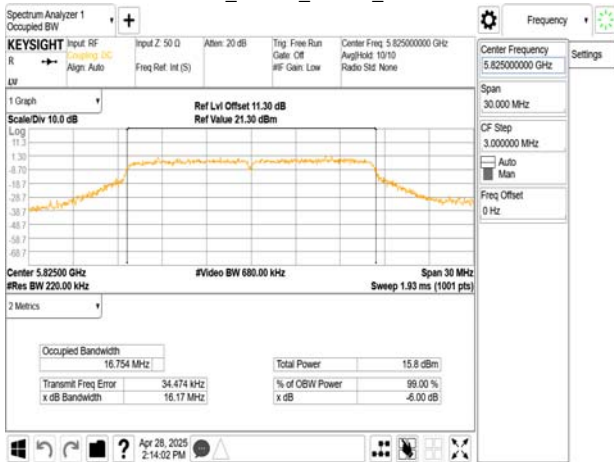 Spectrum Analyzer 1
Occupied BW
Frequency
KEYSIGHT
R
LU
Input: RF
Coupling: DC
Align: Auto
Input Z: 50 Ω
Freq Ref: Int (S)
Atten: 20 dB
Trig: Free Run
Gate: Off
#IF Gain: Low
Center Freq: 5.825000000 GHz
Avg|Hold: 10/10
Radio Std: None
Center Frequency
5.825000000 GHz
Settings
Span
30.000 MHz
CF Step
3.000000 MHz
Auto
Man
Freq Offset
0 Hz
1 Graph
Scale/Div 10.0 dB
Ref Lvl Offset 11.30 dB
Ref Value 21.30 dBm
Log
11.3
1.30
-8.70
-18.7
-28.7
-38.7
-48.7
-58.7
-68.7
Center 5.82500 GHz
#Res BW 220.00 kHz
#Video BW 680.00 kHz
Span 30 MHz
Sweep 1.93 ms (1001 pts)
2 Metrics
Occupied Bandwidth
16.754 MHz
Total Power 15.8 dBm
Transmit Freq Error 34.474 kHz
% of OBW Power 99.00 %
x dB Bandwidth 16.17 MHz
x dB -6.00 dB
?
Apr 28, 2025
2:14:02 PM